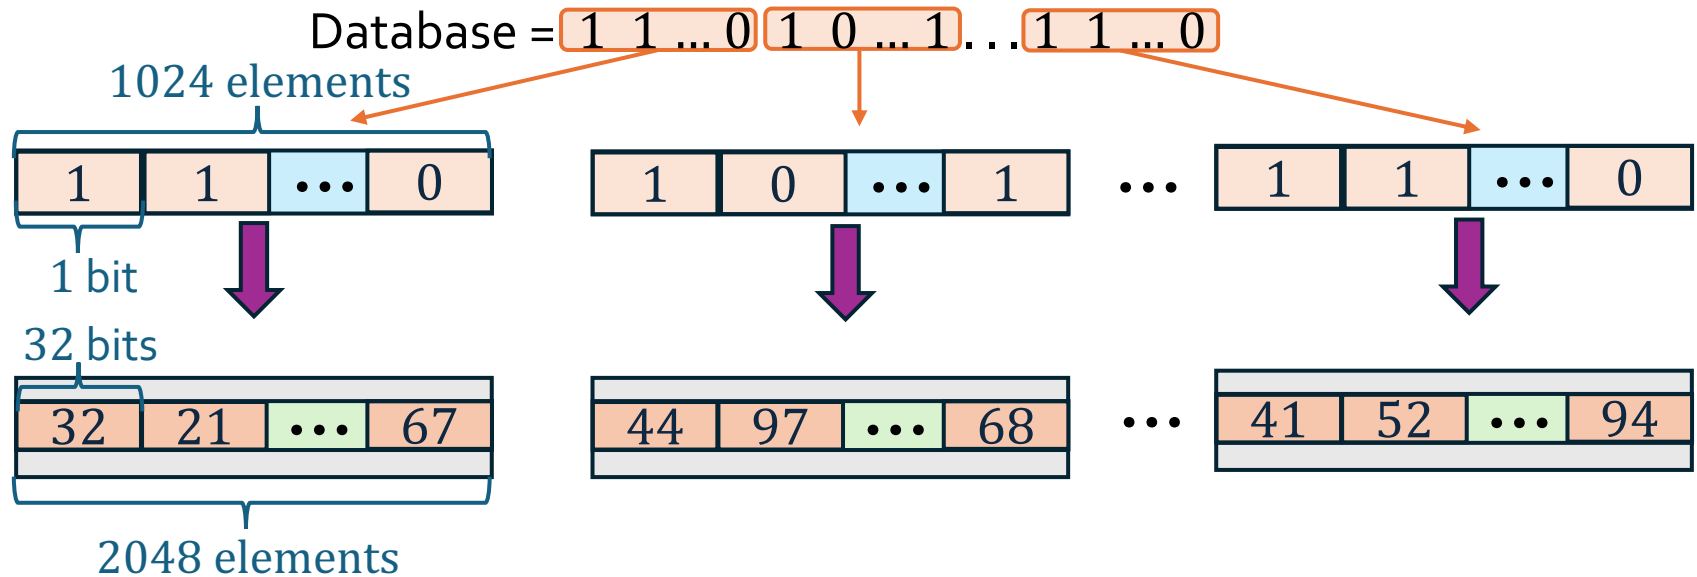 Database = 1 1 ... 0 1 0 ... 1 ... 1 1 ... 0
1024 elements
1 1 ... 0 1 0 ... 1 ... 1 1 ... 0
1 bit
32 bits
32 21 ... 67 44 97 ... 68 ... 41 52 ... 94
2048 elements